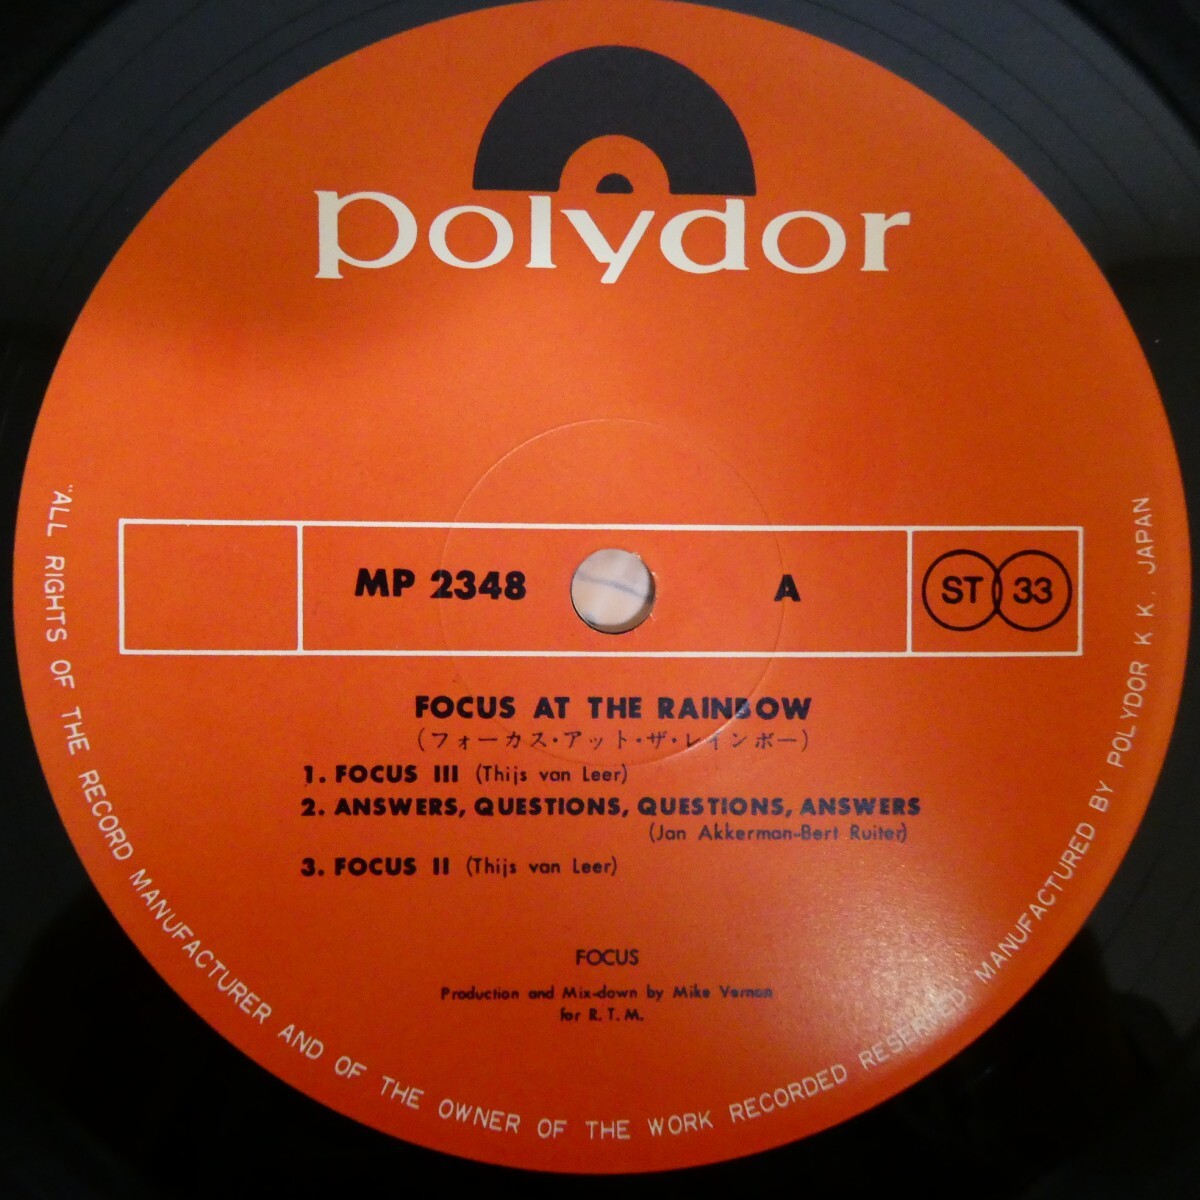 polydor
MP 2348 A ST 33
FOCUS AT THE RAINBOW
(フォーカス・アット・ザ・レインボー)
1. FOCUS III (Thijs van Leer)
2. ANSWERS, QUESTIONS, QUESTIONS, ANSWERS
(Jan Akkerman-Bert Ruiter)
3. FOCUS II (Thijs van Leer)
FOCUS
Production and Mix-down by Mike Vernon
for R. T. M.
"ALL RIGHTS OF THE RECORD MANUFACTURER AND OF THE OWNER OF THE WORK RECORDED RESERVED. MANUFACTURED BY POLYDOR K K., JAPAN